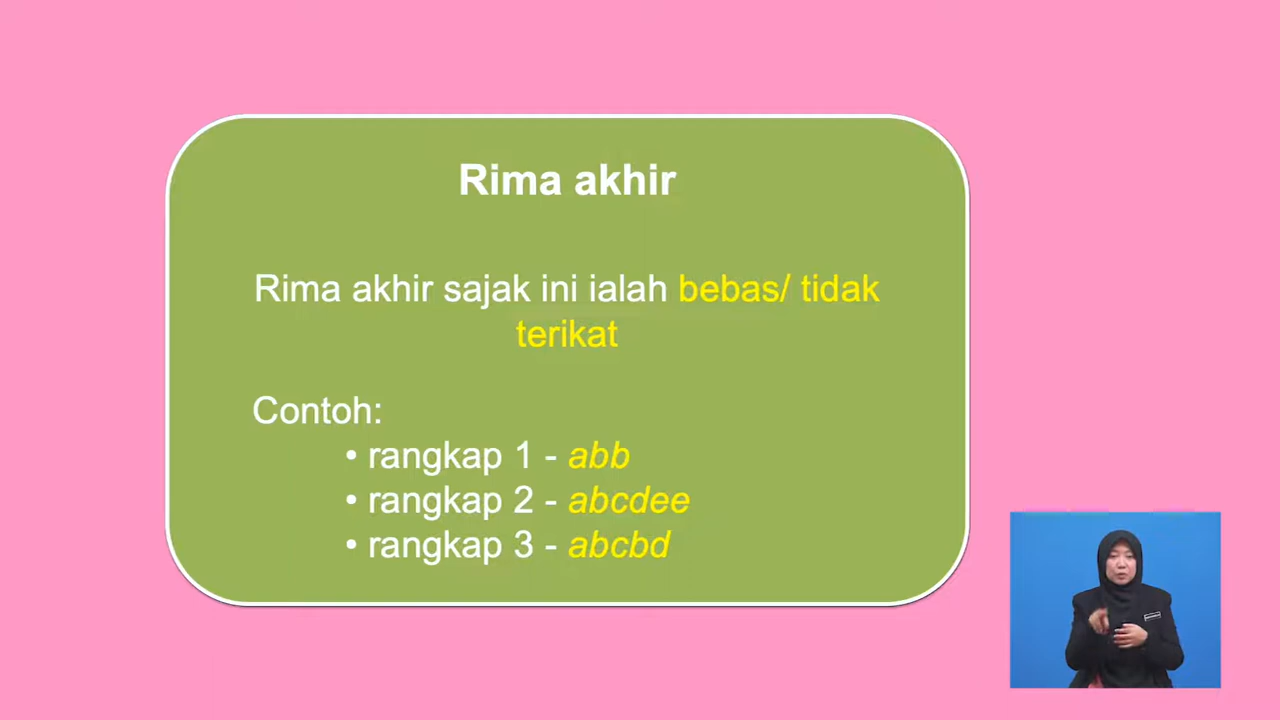 Rima akhir
Rima akhir sajak ini ialah bebas/ tidak
terikat
Contoh:
• rangkap 1 - abb
• rangkap 2 - abcdee
• rangkap 3 - abcbd